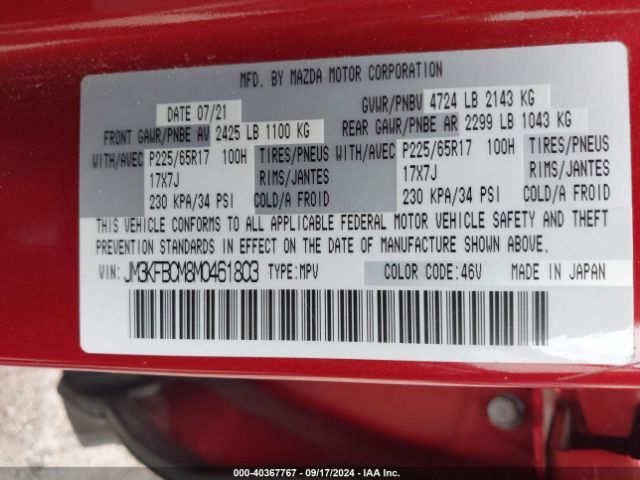 MFD. BY MAZDA MOTOR CORPORATION
DATE 07/21 GVWR/PNBV 4724 LB 2143 KG
FRONT GAWR/PNBE AV 2425 LB 1100 KG REAR GAWR/PNBE AR 2299 LB 1043 KG
WITH/AVEC P225/65R17 100H TIRES/PNEUS WITH/AVEC P225/65R17 100H TIRES/PNEUS
17X7J RIMS/JANTES 17X7J RIMS/JANTES
230 KPA/34 PSI COLD/A FROID 230 KPA/34 PSI COLD/A FROID
THIS VEHICLE CONFORMS TO ALL APPLICABLE FEDERAL MOTOR VEHICLE SAFETY AND THEFT
PREVENTION STANDARDS IN EFFECT ON THE DATE OF MANUFACTURE SHOWN ABOVE.
VIN: JM3KFBCM8M0461803 TYPE:MPV COLOR CODE:46V MADE IN JAPAN
000-40367767 - 09/17/2024 - IAA Inc.